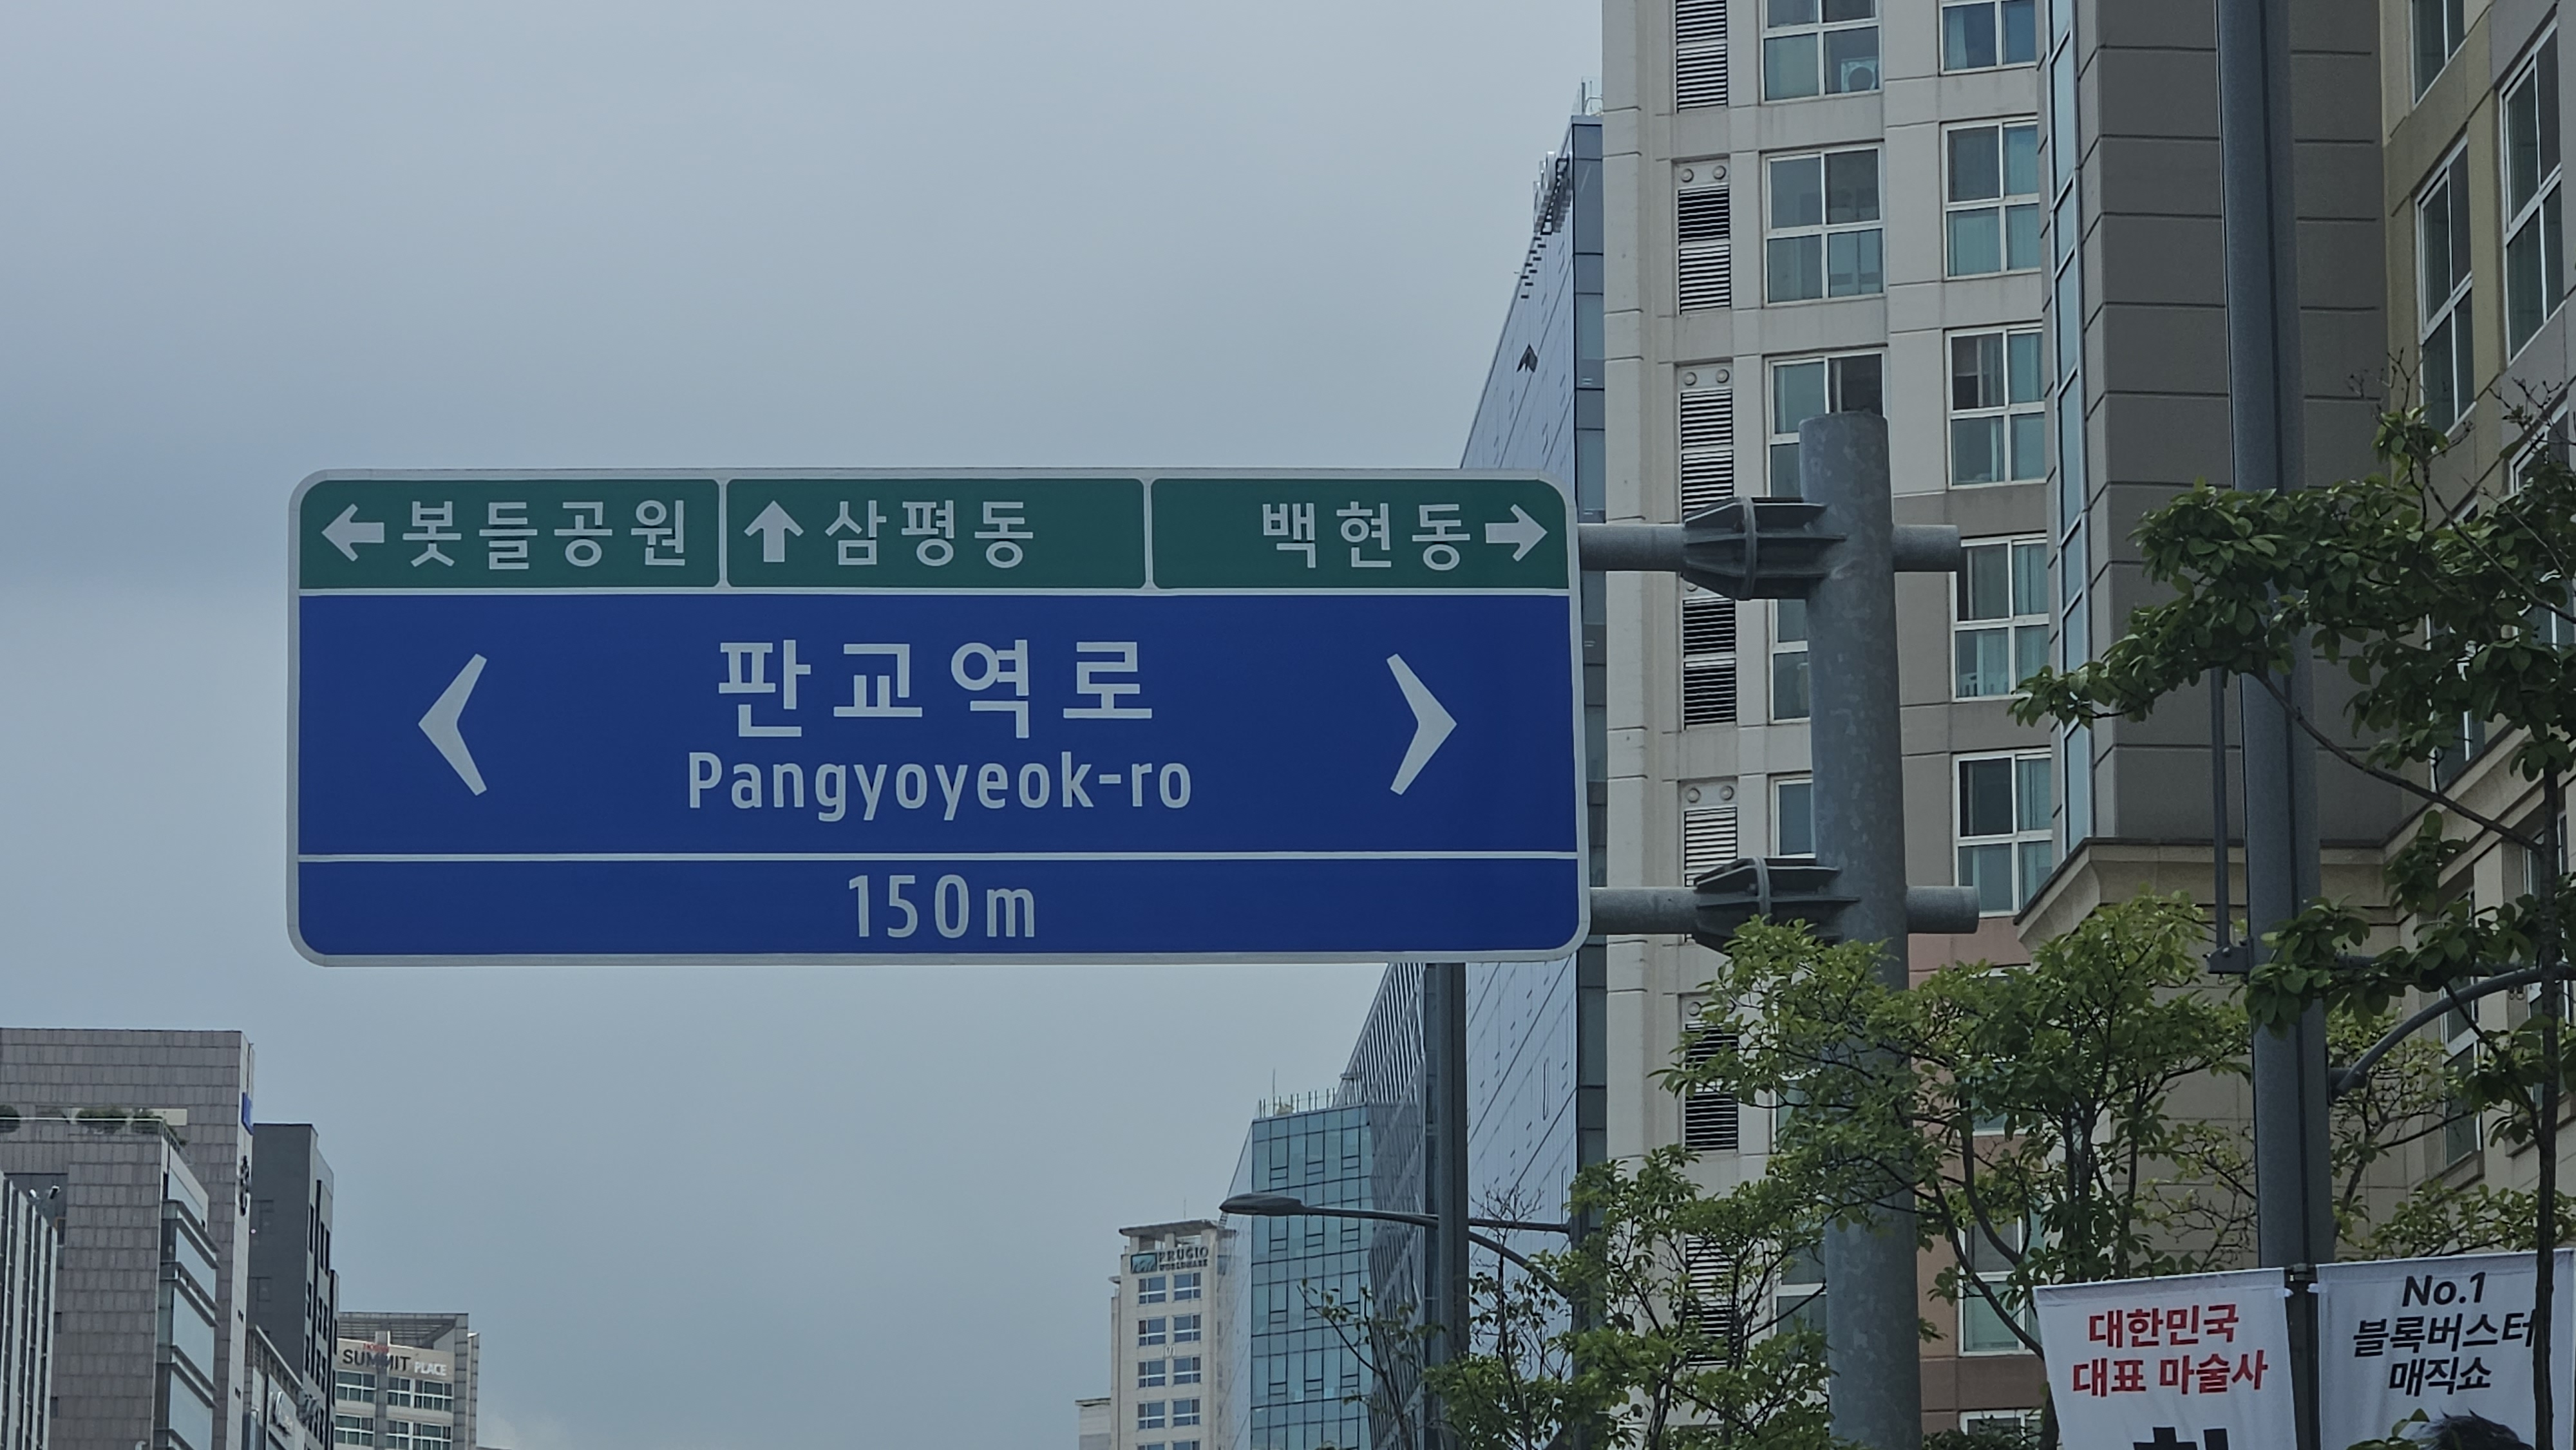 ← 봇들공원
↑ 삼평동
백현동 →
판교역로
Pangyoyeok-ro
150m
PRUGIO
WORLDMARK
SUMMIT PLACE
대한민국
대표 마술사
No.1
블록버스터
매직쇼